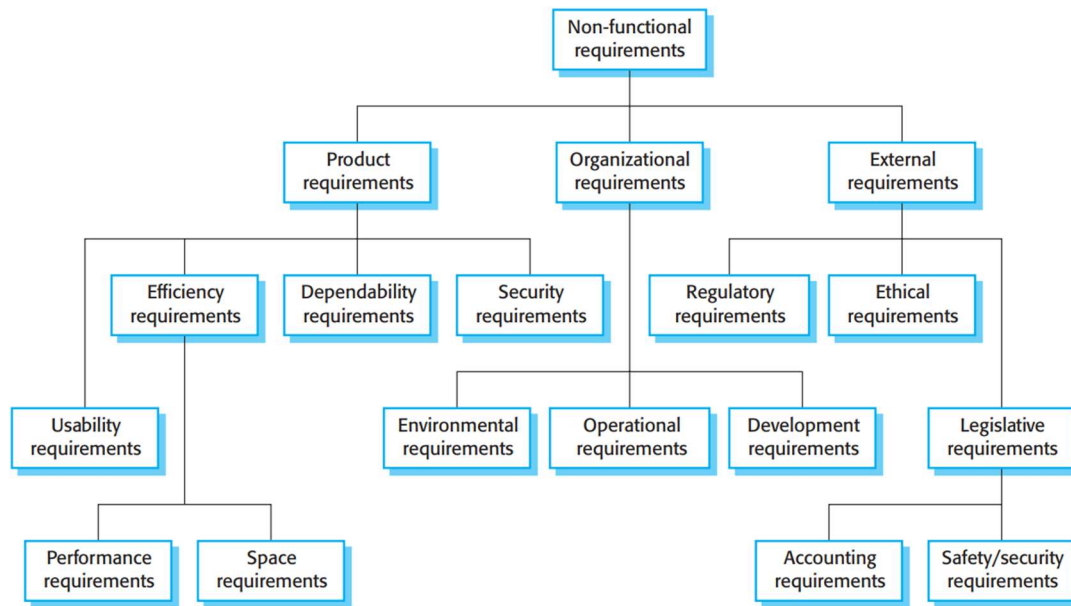 Non-functional
requirements
Product
requirements
Organizational
requirements
External
requirements
Efficiency
requirements
Dependability
requirements
Security
requirements
Regulatory
requirements
Ethical
requirements
Usability
requirements
Environmental
requirements
Operational
requirements
Development
requirements
Legislative
requirements
Performance
requirements
Space
requirements
Accounting
requirements
Safety/security
requirements